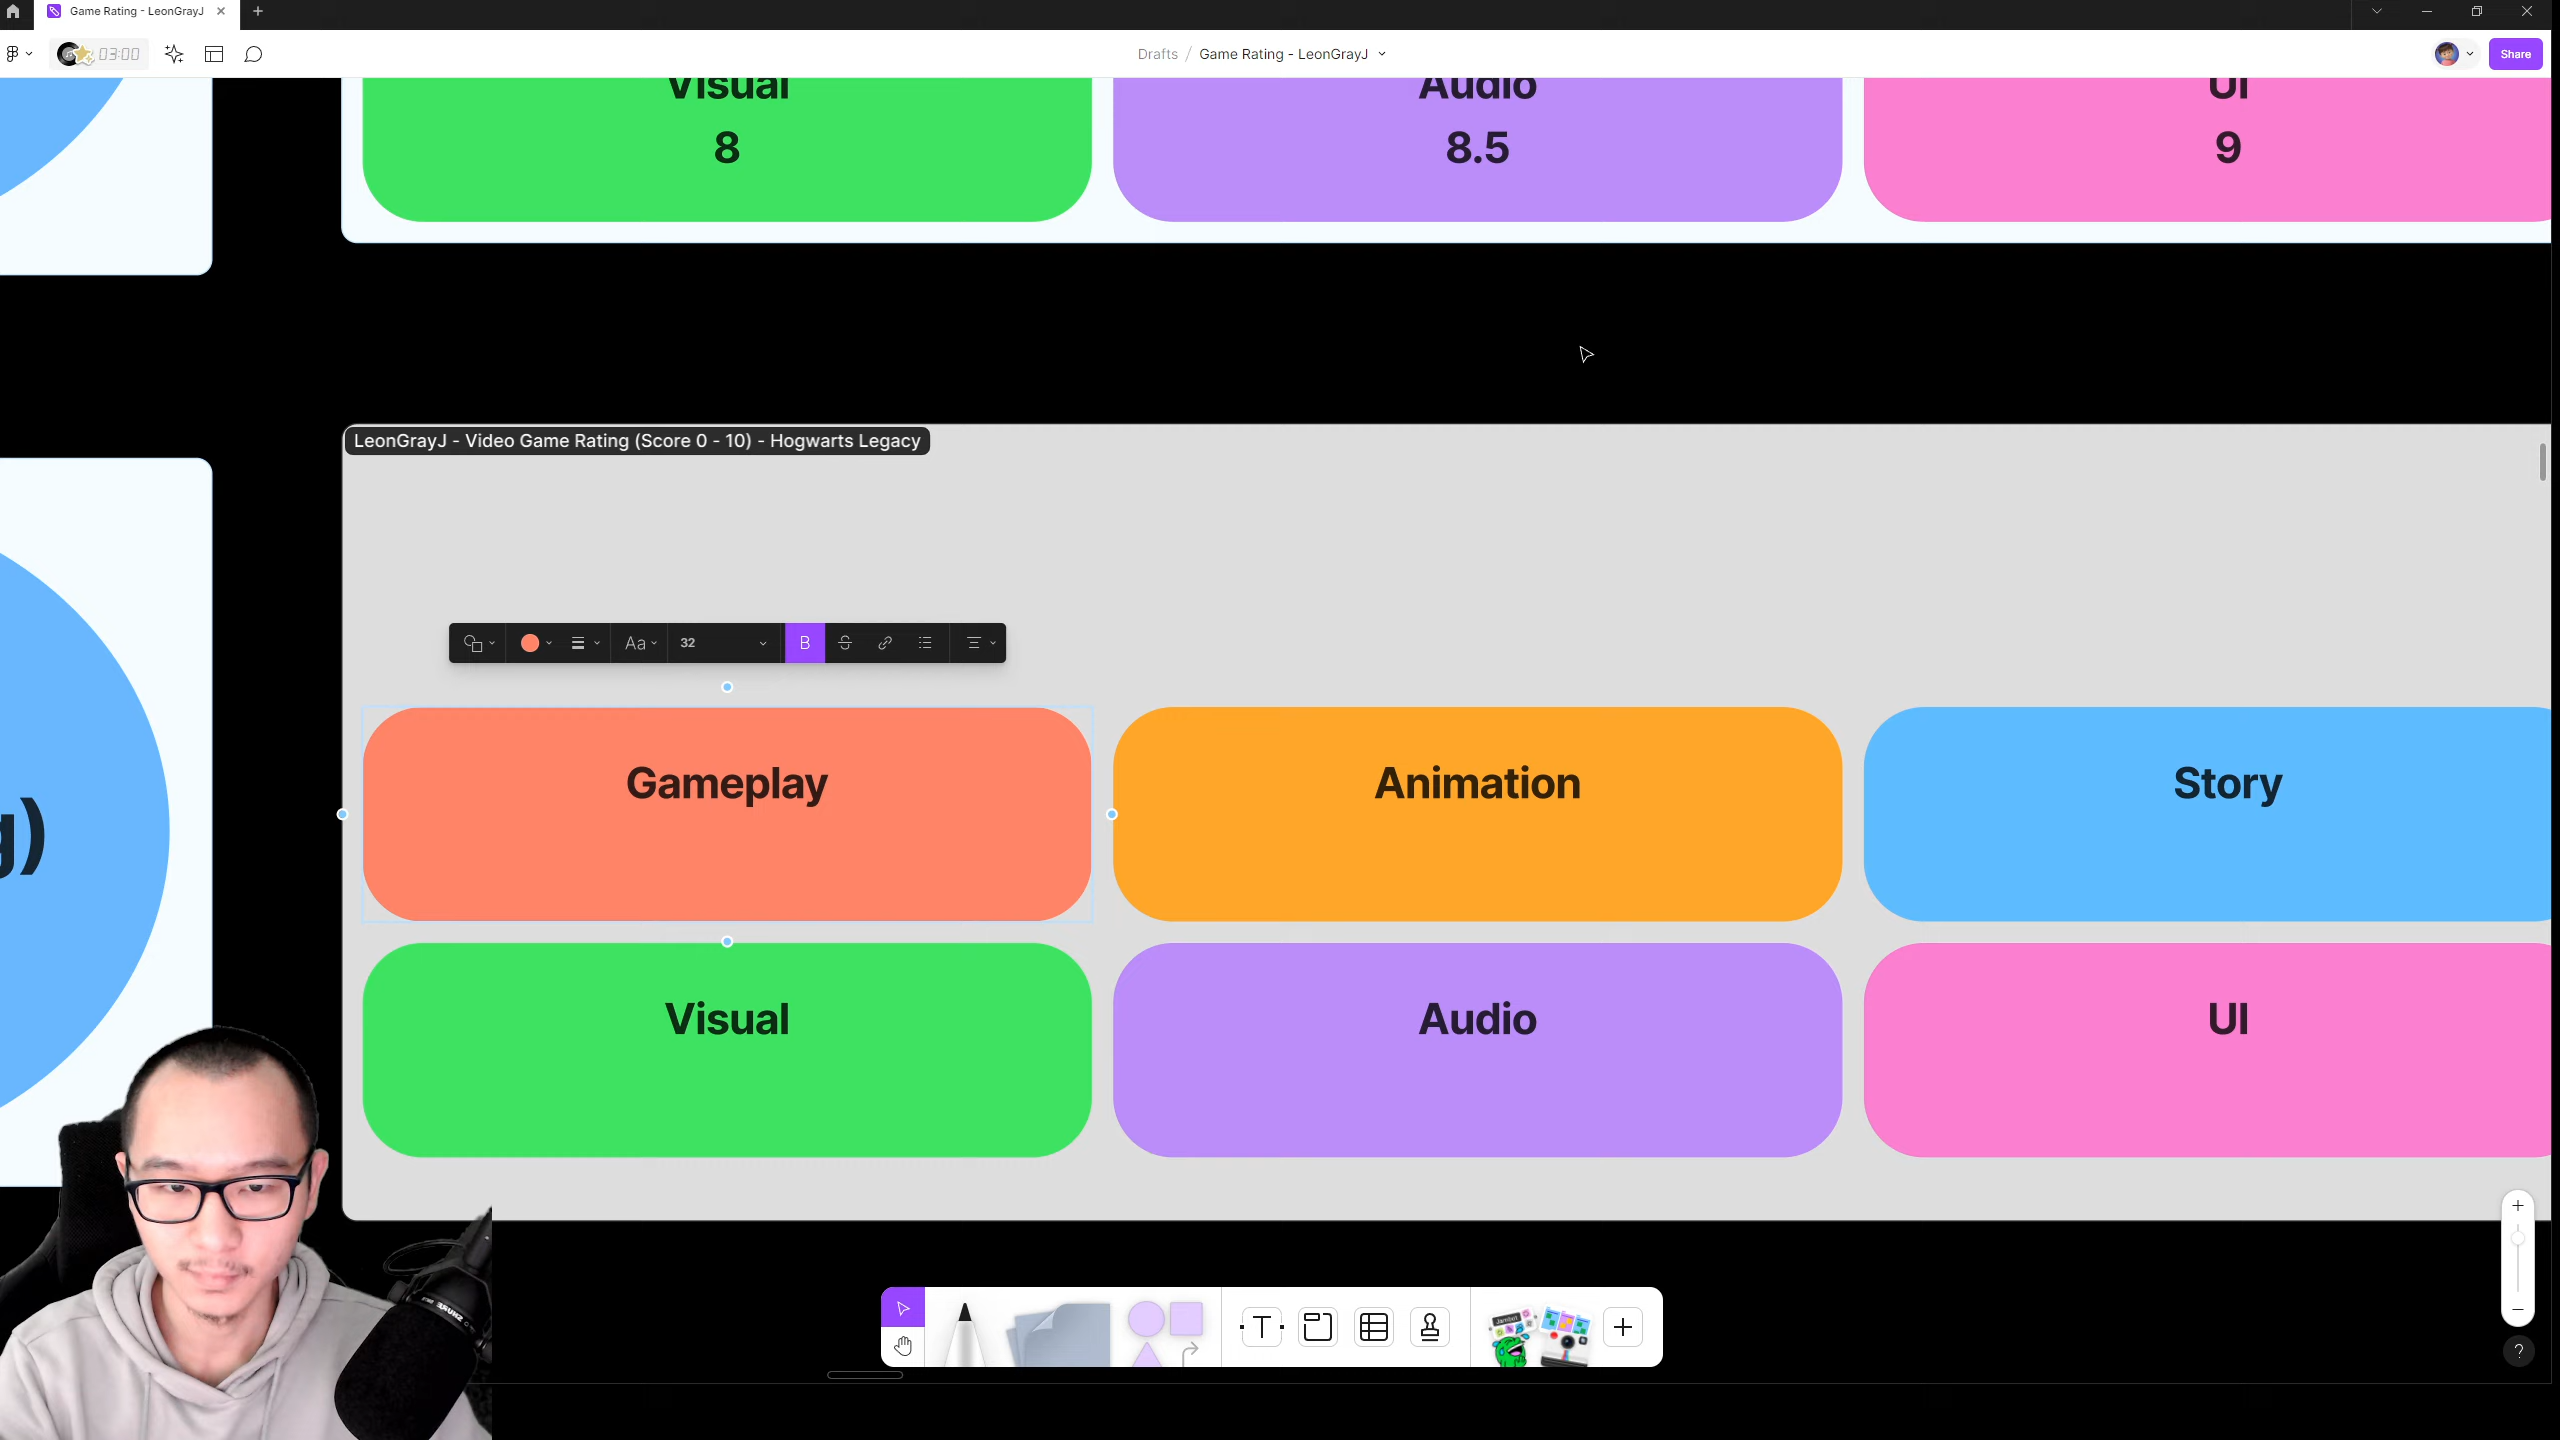 Game Rating - LeonGrayJ
03:00
Drafts / Game Rating - LeonGrayJ
Share
Visual
8
Audio
8.5
UI
9
LeonGrayJ - Video Game Rating (Score 0 - 10) - Hogwarts Legacy
Aa
32
B
S
Gameplay
Animation
Story
g)
Visual
Audio
UI
T
Jambot
?